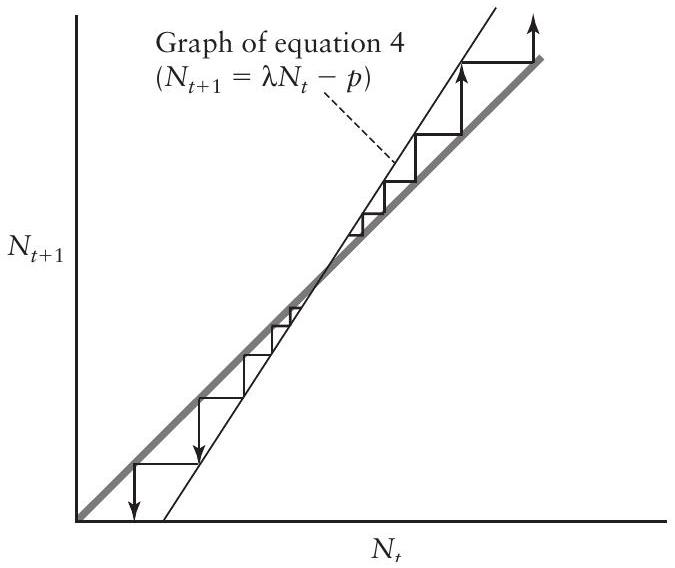 Graph of equation 4
(Nₜ₊₁ = λNₜ − p)
Nₜ₊₁
Nₜ